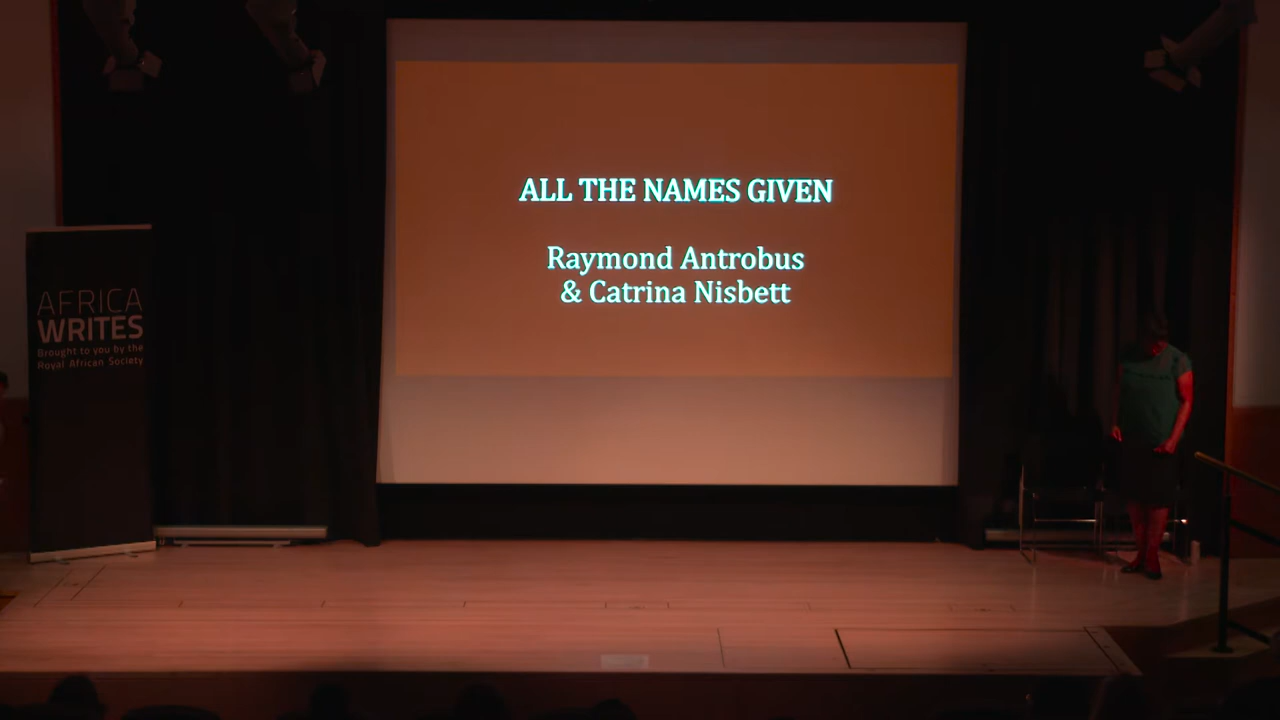 ALL THE NAMES GIVEN
Raymond Antrobus
& Catrina Nisbett
AFRICA
WRITES
Brought to you by the
Royal African Society